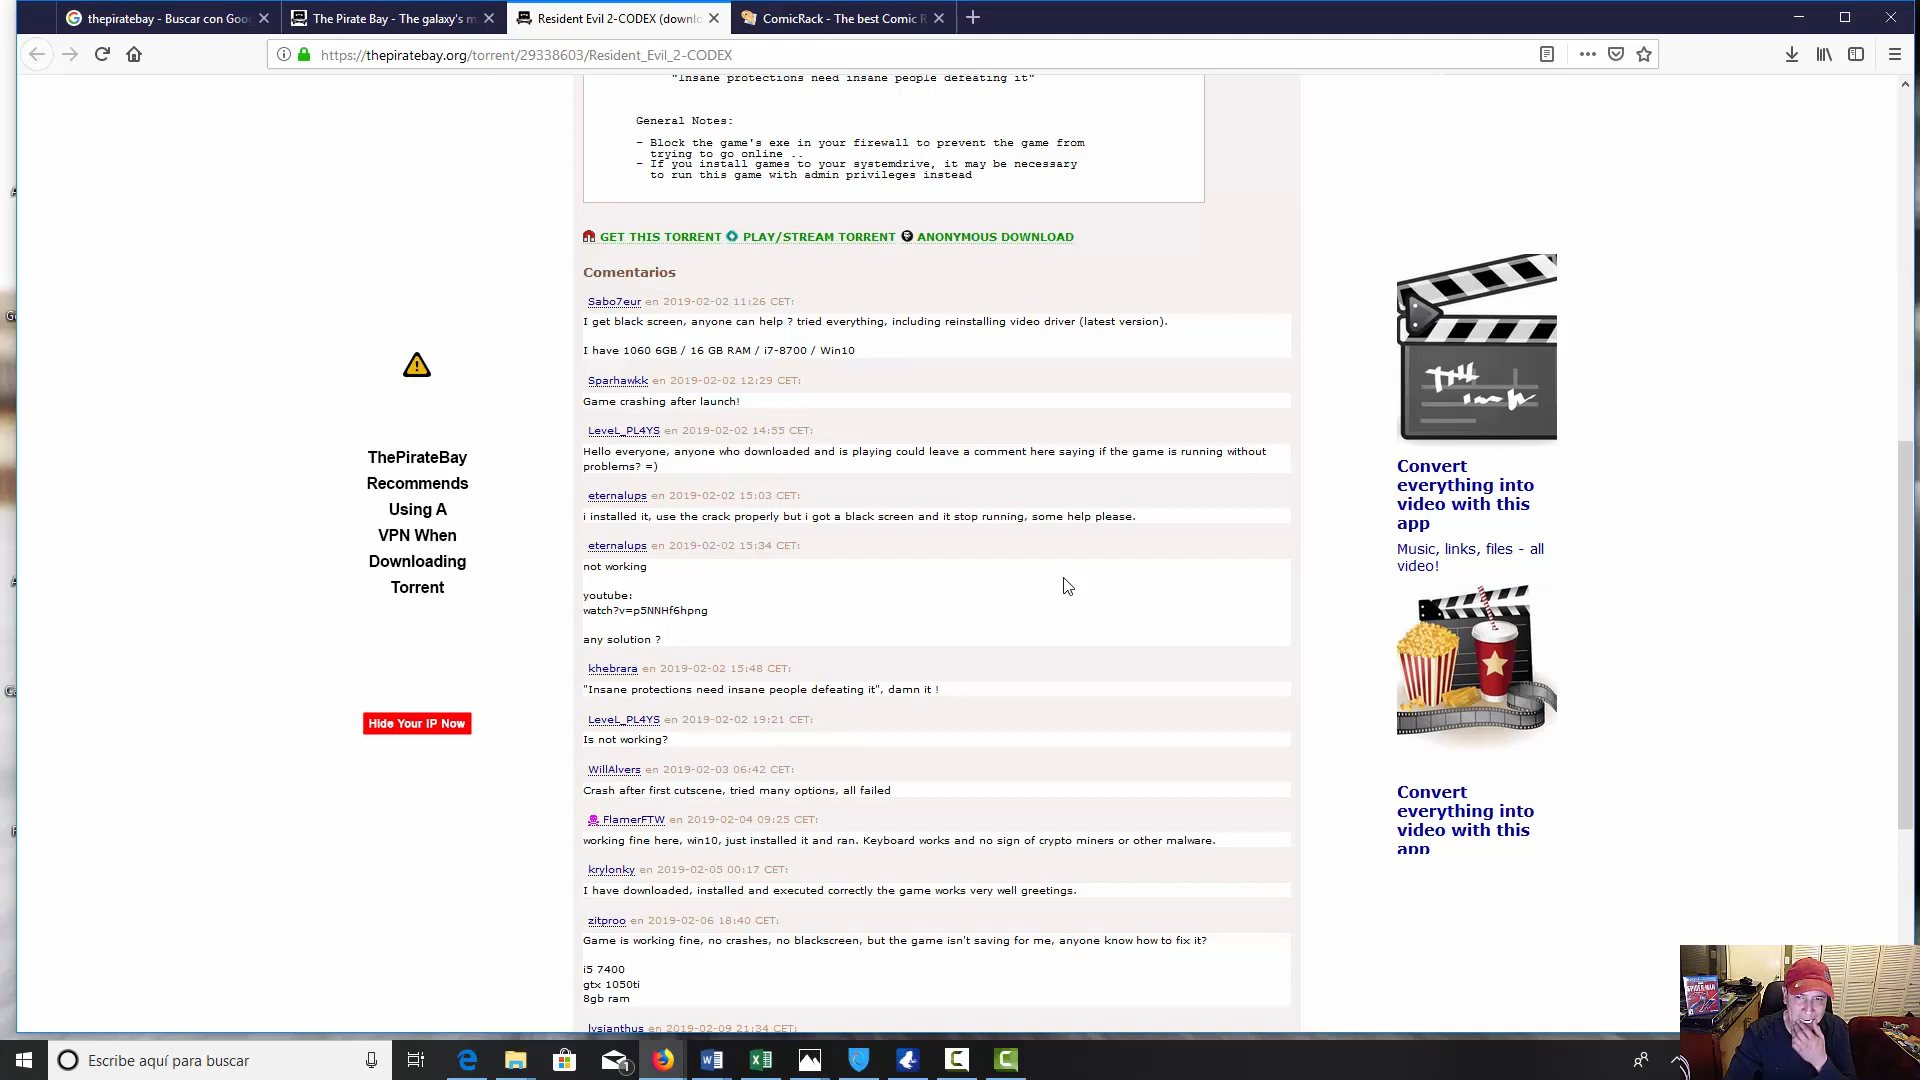 thepiratebay - Buscar con Goo
The Pirate Bay - The galaxy's m
Resident Evil 2-CODEX (downlo
ComicRack - The best Comic R
https://thepiratebay.org/torrent/29338603/Resident_Evil_2-CODEX
"Insane protections need insane people defeating it"
General Notes:
- Block the game's exe in your firewall to prevent the game from
trying to go online ..
- If you install games to your systemdrive, it may be necessary
to run this game with admin privileges instead
GET THIS TORRENT PLAY/STREAM TORRENT ANONYMOUS DOWNLOAD
Comentarios
Sabo7eur en 2019-02-02 11:26 CET:
I get black screen, anyone can help ? tried everything, including reinstalling video driver (latest version).
I have 1060 6GB / 16 GB RAM / i7-8700 / Win10
Sparhawkk en 2019-02-02 12:29 CET:
Game crashing after launch!
LeveL_PL4YS en 2019-02-02 14:55 CET:
Hello everyone, anyone who downloaded and is playing could leave a comment here saying if the game is running without
problems? =)
eternalups en 2019-02-02 15:03 CET:
i installed it, use the crack properly but i got a black screen and it stop running, some help please.
eternalups en 2019-02-02 15:34 CET:
not working
youtube:
watch?v=p5NNHf6hpng
any solution ?
khebrara en 2019-02-02 15:48 CET:
"Insane protections need insane people defeating it", damn it !
LeveL_PL4YS en 2019-02-02 19:21 CET:
Is not working?
WillAlvers en 2019-02-03 06:42 CET:
Crash after first cutscene, tried many options, all failed
FlamerFTW en 2019-02-04 09:25 CET:
working fine here, win10, just installed it and ran. Keyboard works and no sign of crypto miners or other malware.
krylonky en 2019-02-05 00:17 CET:
I have downloaded, installed and executed correctly the game works very well greetings.
zitproo en 2019-02-06 18:40 CET:
Game is working fine, no crashes, no blackscreen, but the game isn't saving for me, anyone know how to fix it?
i5 7400
gtx 1050ti
8gb ram
lysianthus en 2019-02-09 21:34 CET:
ThePirateBay
Recommends
Using A
VPN When
Downloading
Torrent
Hide Your IP Now
Convert
everything into
video with this
app
Music, links, files - all
video!
Convert
everything into
video with this
app
SPIDER-MAN
Escribe aquí para buscar